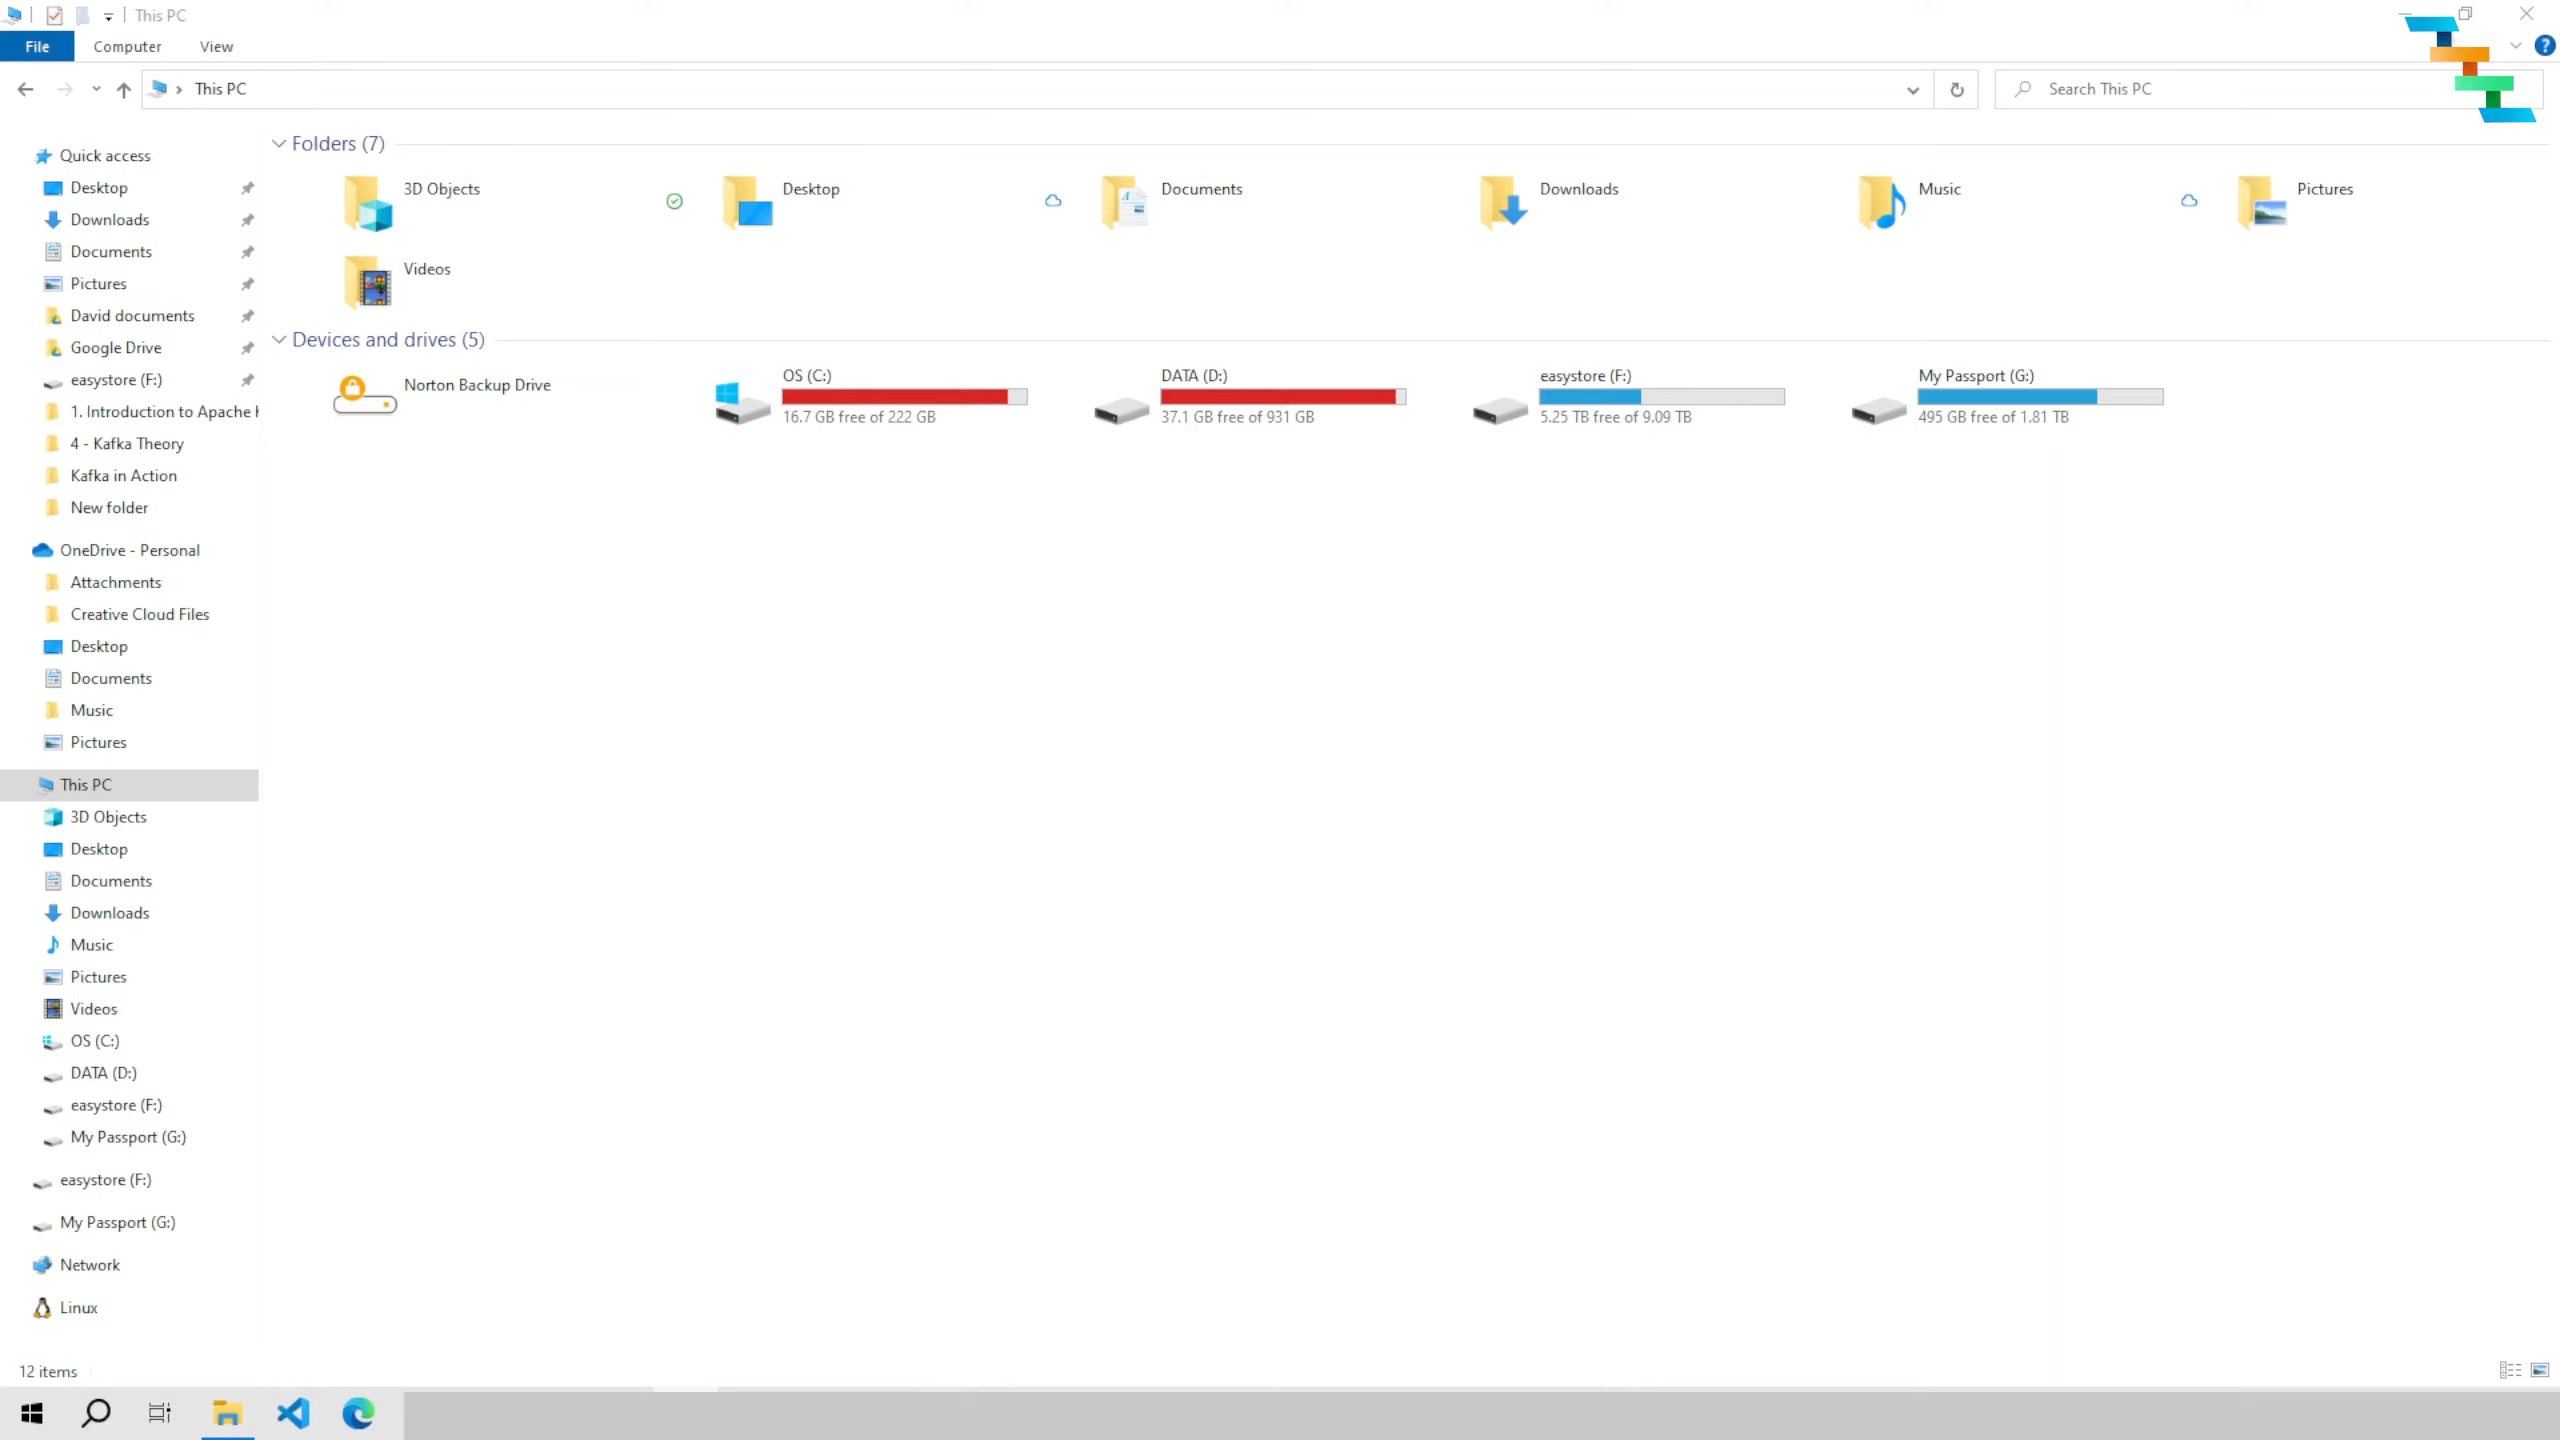 This PC
File
Computer
View
This PC
Search This PC
Quick access
Desktop
Downloads
Documents
Pictures
David documents
Google Drive
easystore (F:)
1. Introduction to Apache
4 - Kafka Theory
Kafka in Action
New folder
OneDrive - Personal
Attachments
Creative Cloud Files
Desktop
Documents
Music
Pictures
This PC
3D Objects
Desktop
Documents
Downloads
Music
Pictures
Videos
OS (C:)
DATA (D:)
easystore (F:)
My Passport (G:)
easystore (F:)
My Passport (G:)
Network
Linux
Folders (7)
3D Objects
Desktop
Documents
Downloads
Music
Pictures
Videos
Devices and drives (5)
Norton Backup Drive
OS (C:)
16.7 GB free of 222 GB
DATA (D:)
37.1 GB free of 931 GB
easystore (F:)
5.25 TB free of 9.09 TB
My Passport (G:)
495 GB free of 1.81 TB
12 items